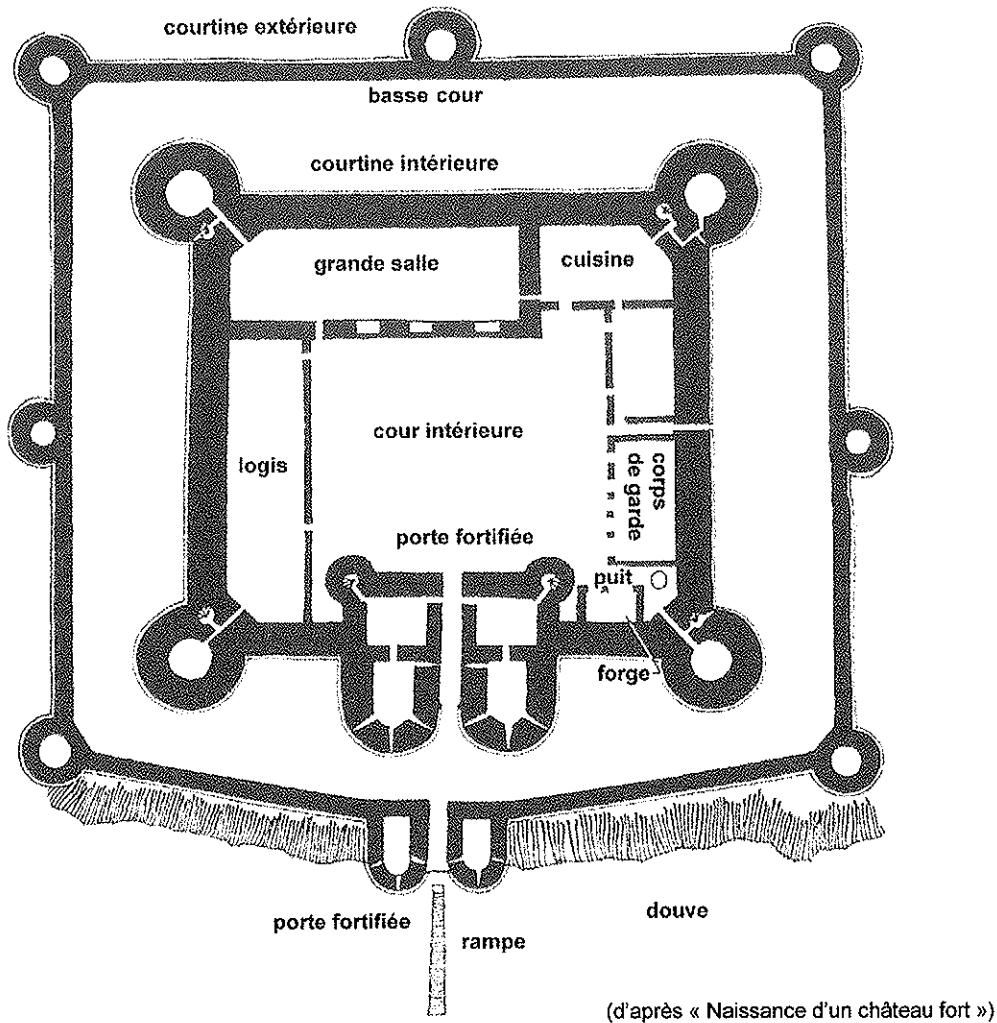 courtine extérieure
basse cour
courtine intérieure
grande salle
cuisine
cour intérieure
logis
corps
de garde
porte fortifiée
puit
forge
porte fortifiée
douve
rampe
(d'après « Naissance d'un château fort »)